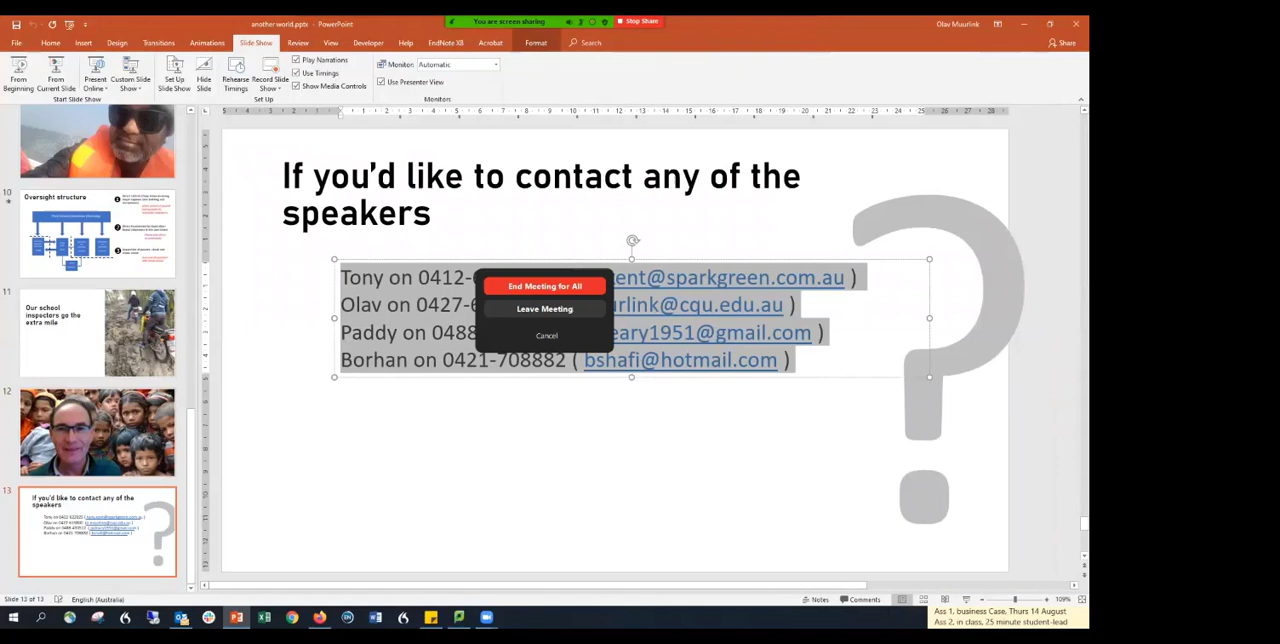 another world.pptx - PowerPoint
You are screen sharing
Stop Share
Olav Muurlink
File Home Insert Design Transitions Animations Slide Show Review View Developer Help EndNote X8 Acrobat Format Search
Share
From Beginning
From Current Slide
Present Online
Custom Slide Show
Start Slide Show
Set Up Slide Show
Hide Slide
Rehearse Timings
Record Slide Show
Play Narrations
Use Timings
Show Media Controls
Set Up
Monitor: Automatic
Use Presenter View
Monitors
10
Oversight structure
11
Our school
inspectors go the
extra mile
12
13
If you'd like to contact any of the
speakers
If you'd like to contact any of the
speakers
Tony on 0412- ent@sparkgreen.com.au )
Olav on 0427- urlink@cqu.edu.au )
Paddy on 0488 eary1951@gmail.com )
Borhan on 0421-708882 ( bshafi@hotmail.com )
?
End Meeting for All
Leave Meeting
Cancel
Slide 13 of 13
English (Australia)
Notes
Comments
109%
Ass 1, business Case, Thurs 14 August
Ass 2, in class, 25 minute student-lead